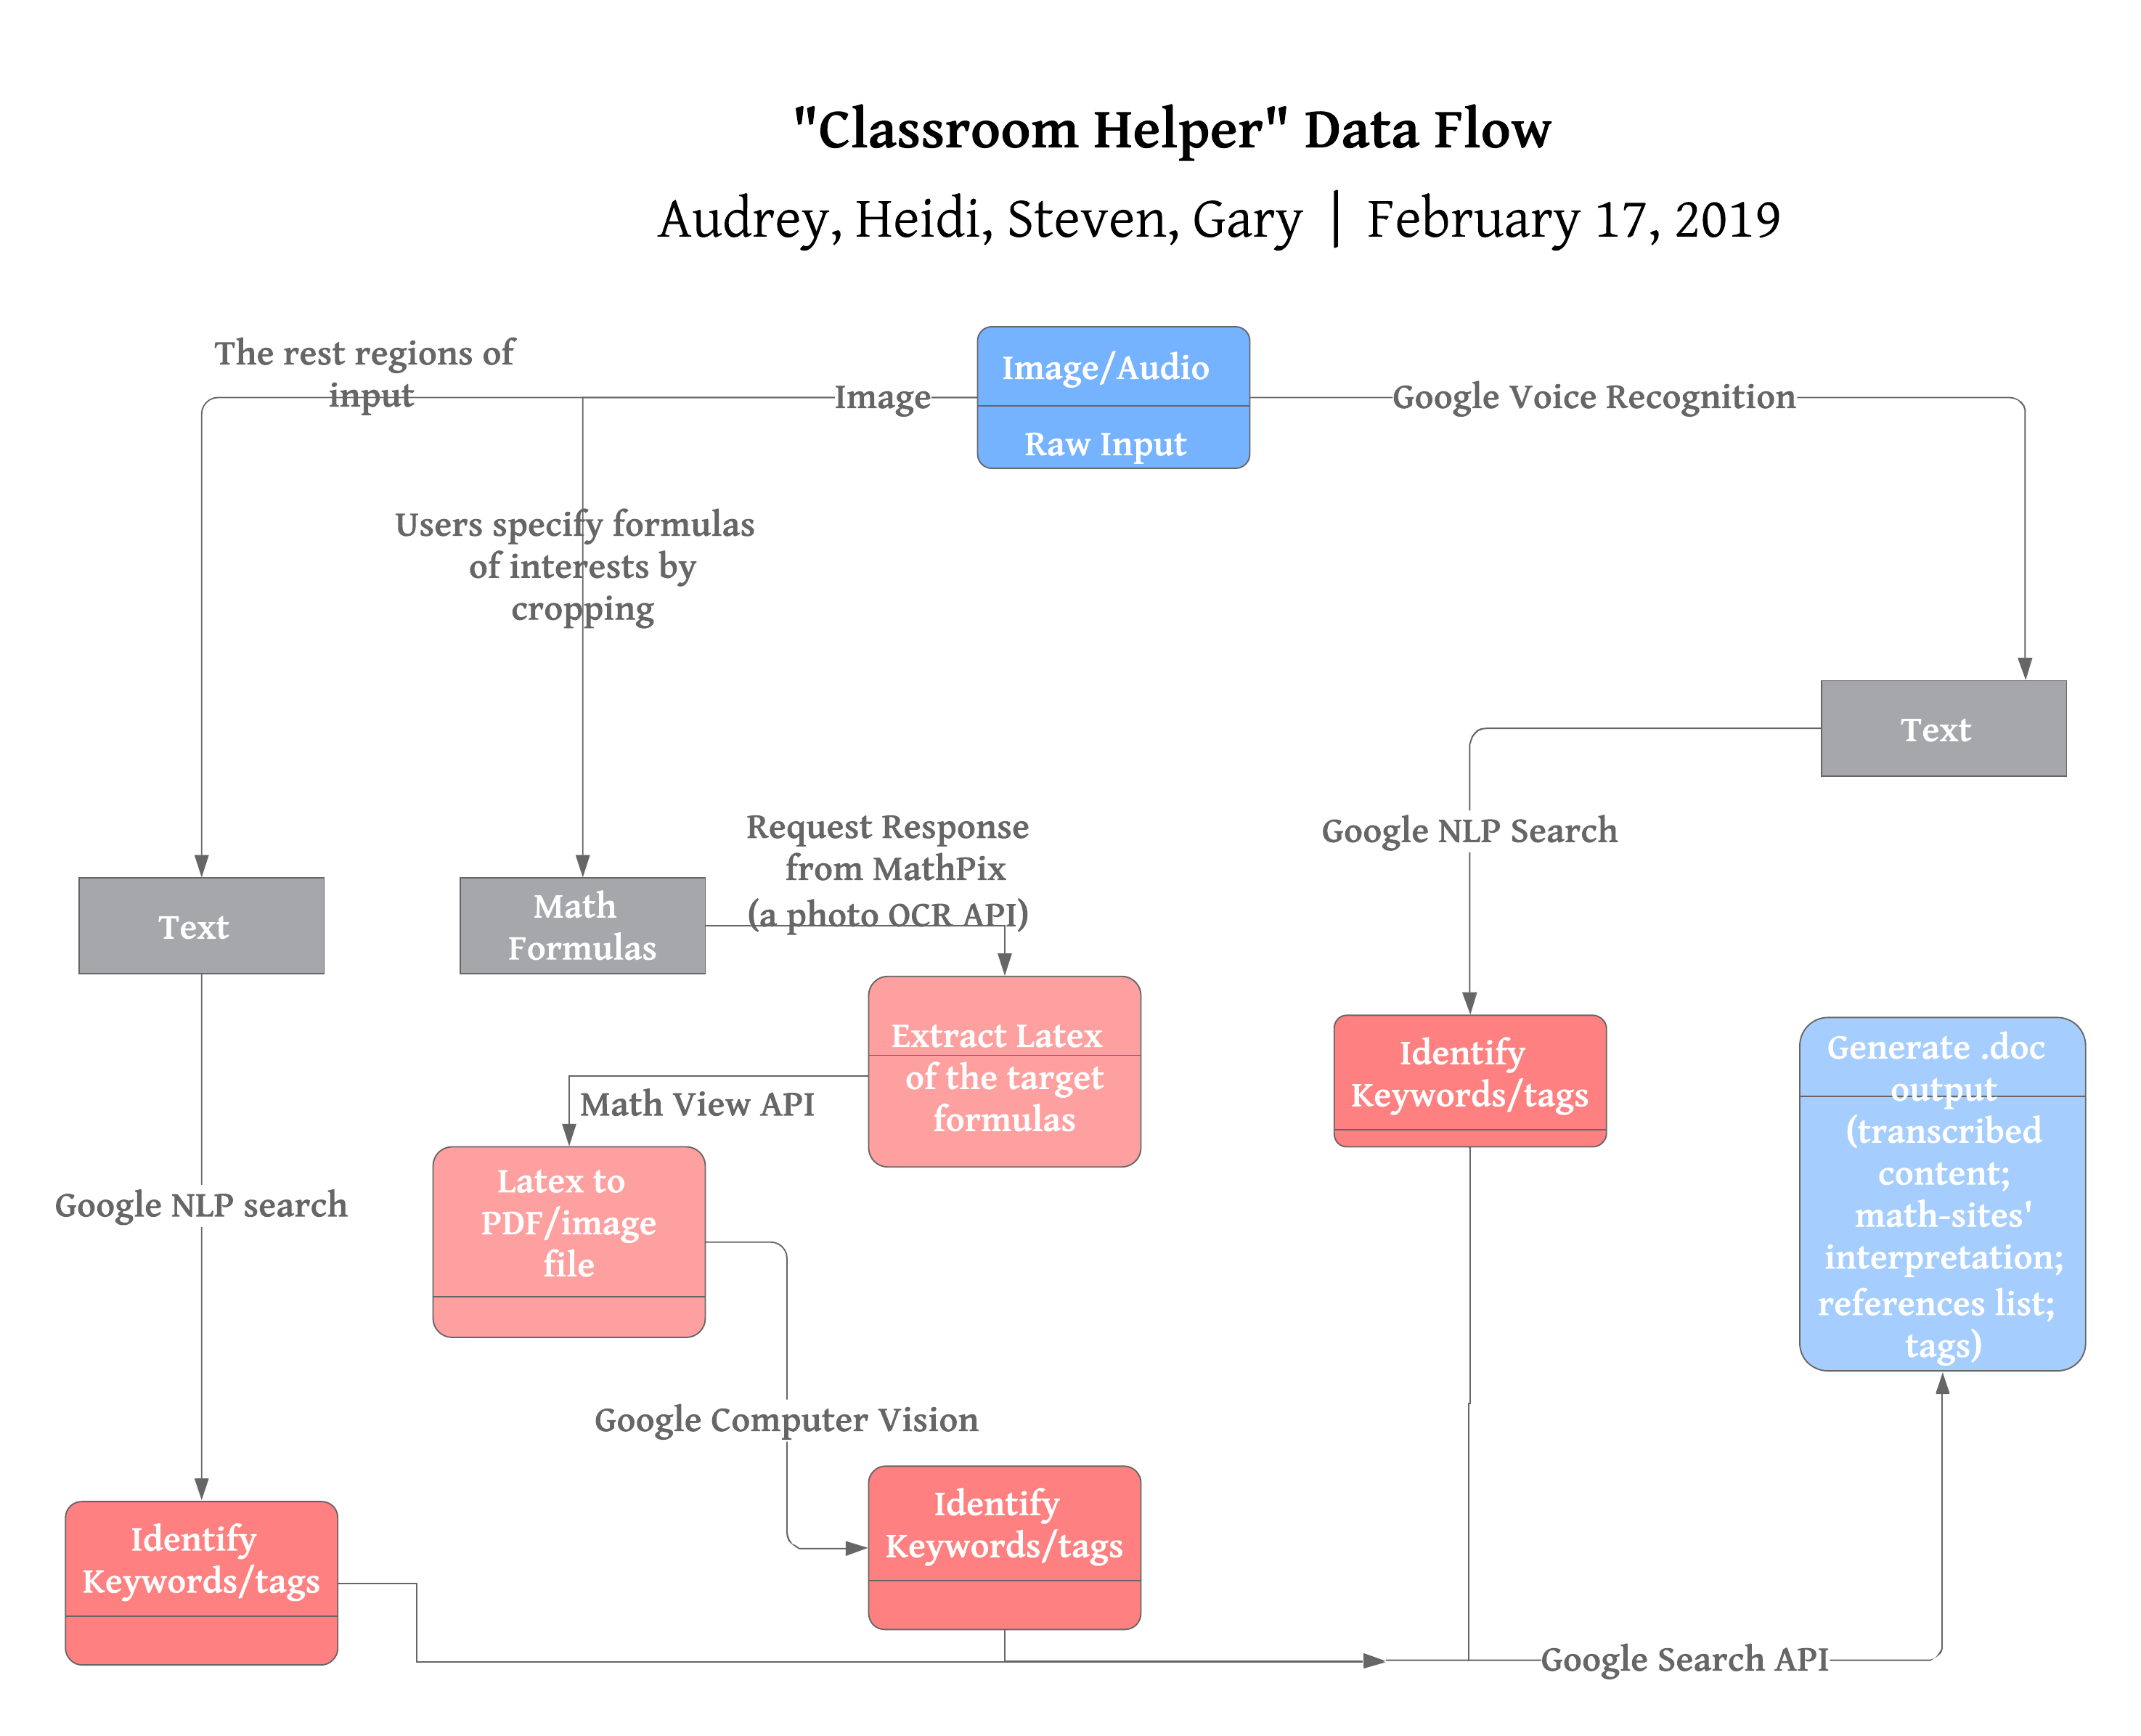 "Classroom Helper" Data Flow
Audrey, Heidi, Steven, Gary | February 17, 2019
The rest regions of
input
Image
Image/Audio
Raw Input
Google Voice Recognition
Users specify formulas
of interests by
cropping
Text
Google NLP Search
Request Response
from MathPix
(a photo OCR API)
Text
Math
Formulas
Extract Latex
of the target
formulas
Identify
Keywords/tags
Generate .doc
output
(transcribed
content;
math-sites'
interpretation;
references list;
tags)
Math View API
Latex to
PDF/image
file
Google NLP search
Google Computer Vision
Identify
Keywords/tags
Identify
Keywords/tags
Google Search API